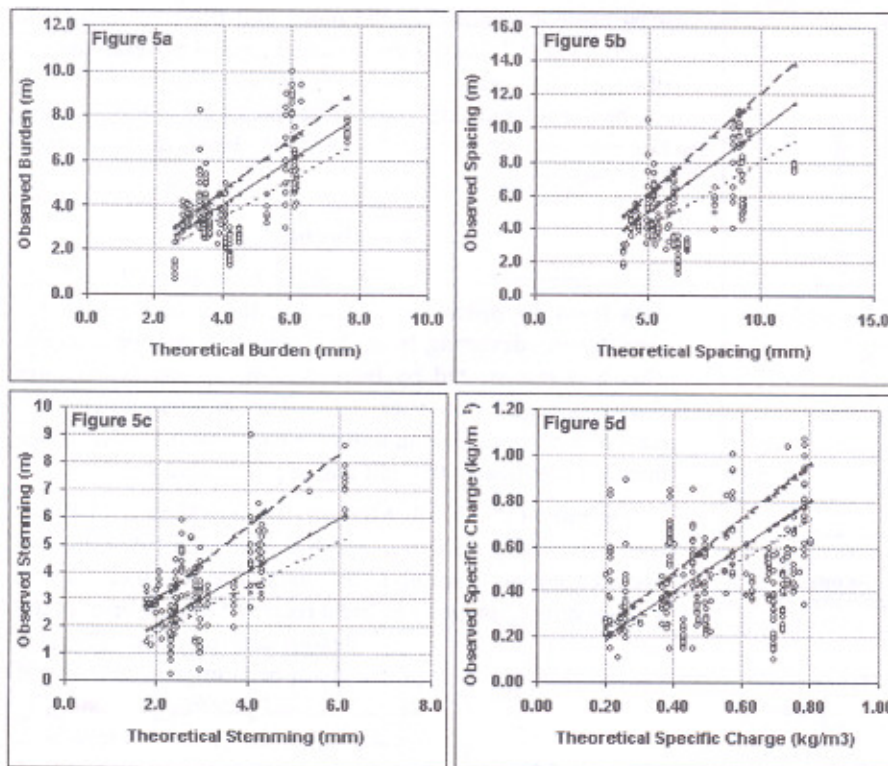 Figure 5a
12.0
10.0
8.0
6.0
4.0
2.0
0.0
Observed Burden (m)
0.0 2.0 4.0 6.0 8.0 10.0
Theoretical Burden (mm)
Figure 5b
16.0
14.0
12.0
10.0
8.0
6.0
4.0
2.0
0.0
Observed Spacing (m)
0.0 5.0 10.0 15.0
Theoretical Spacing (mm)
Figure 5c
10
9
8
7
6
5
4
3
2
1
0
Observed Stemming (m)
0.0 2.0 4.0 6.0 8.0
Theoretical Stemming (mm)
Figure 5d
1.20
1.00
0.80
0.60
0.40
0.20
0.00
Observed Specific Charge (kg/m
0.00 0.20 0.40 0.60 0.80 1.00
Theoretical Specific Charge (kg/m3)